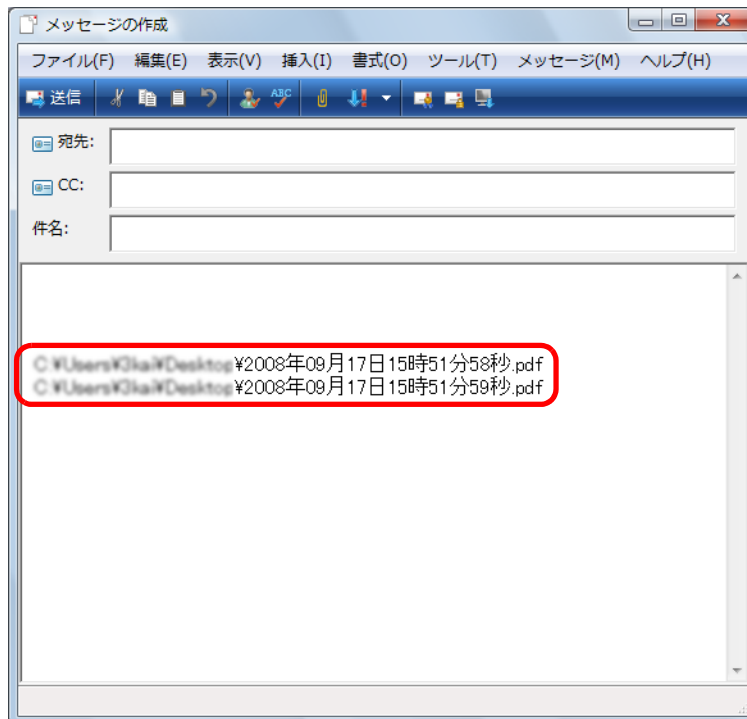 メッセージの作成
ファイル(F) 編集(E) 表示(V) 挿入(I) 書式(O) ツール(T) メッセージ(M) ヘルプ(H)
送信 ABC
宛先:
CC:
件名:
¥2008年09月17日15時51分58秒.pdf
¥2008年09月17日15時51分59秒.pdf